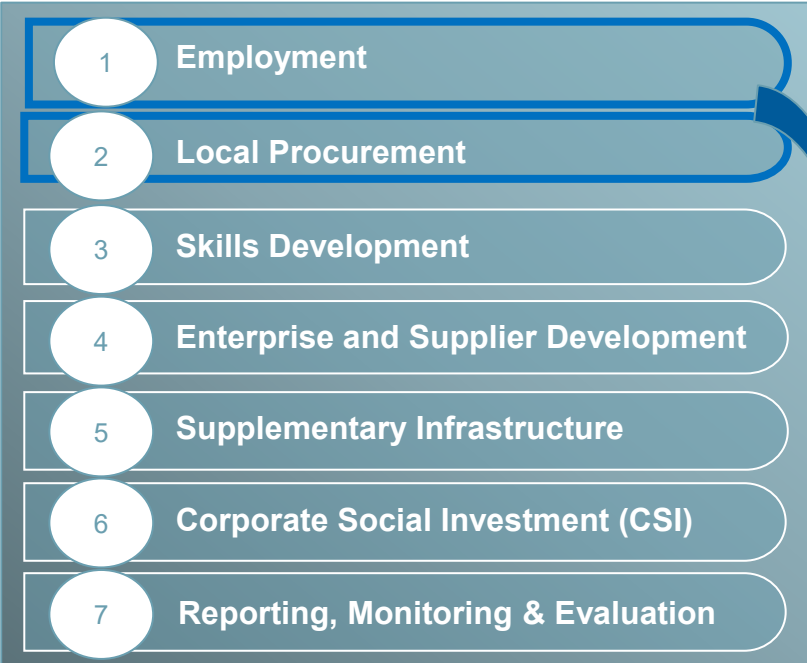 1 Employment
2 Local Procurement
3 Skills Development
4 Enterprise and Supplier Development
5 Supplementary Infrastructure
6 Corporate Social Investment (CSI)
7 Reporting, Monitoring & Evaluation